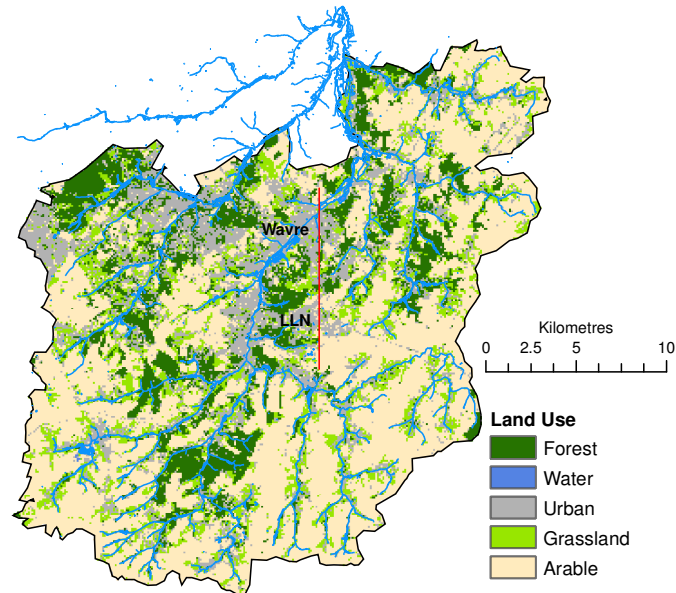 Wavre
LLN
Kilometres
0 2.5 5 10
Land Use
Forest
Water
Urban
Grassland
Arable